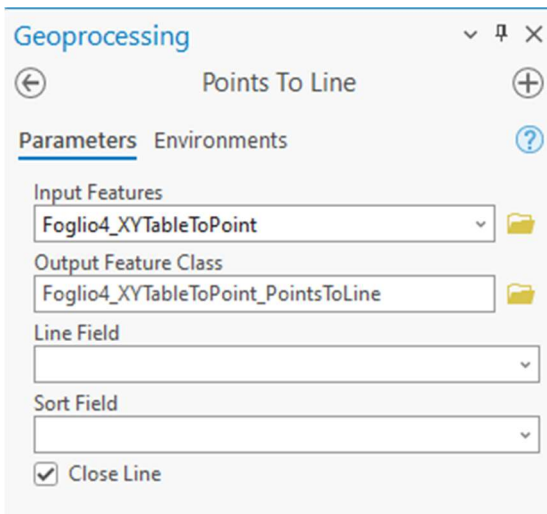 Geoprocessing
Points To Line
Parameters Environments
Input Features
Foglio4_XYTableToPoint
Output Feature Class
Foglio4_XYTableToPoint_PointsToLine
Line Field
Sort Field
Close Line